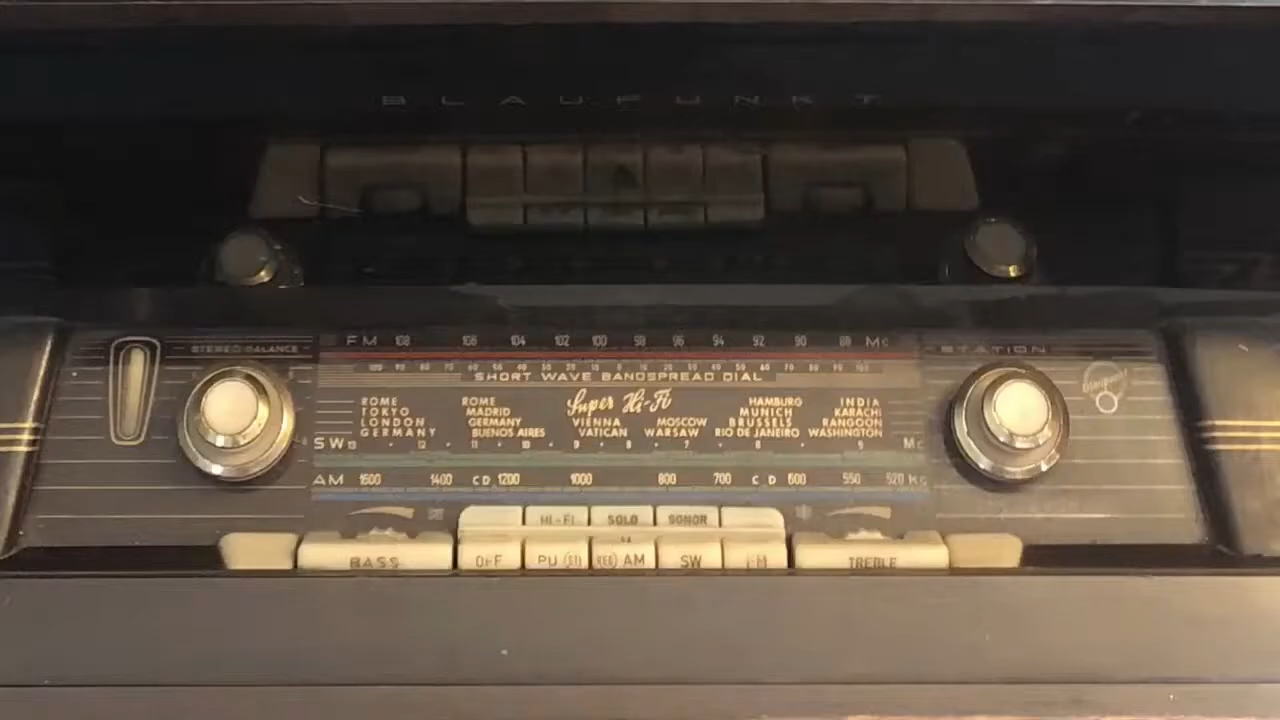 BLAUPUNKT
FM 108 106 104 102 100 98 96 94 92 90 88 Mc
STEREO BALANCE
STATION
SHORT WAVE BANDSPREAD DIAL
Super Hi-Fi
ROME ROME HAMBURG INDIA
TOKYO MADRID MUNICH KARACHI
LONDON GERMANY VIENNA MOSCOW BRUSSELS RANGOON
GERMANY BUENOS AIRES VATICAN WARSAW RIO DE JANEIRO WASHINGTON
SW 13 12 11 10 9 8 7 6 5 Mc
AM 1600 1400 CD 1200 1000 800 700 CD 600 550 520 Kc
HI-FI SOLO SONOR
BASS OFF PU (ST) AM SW FM TREBLE